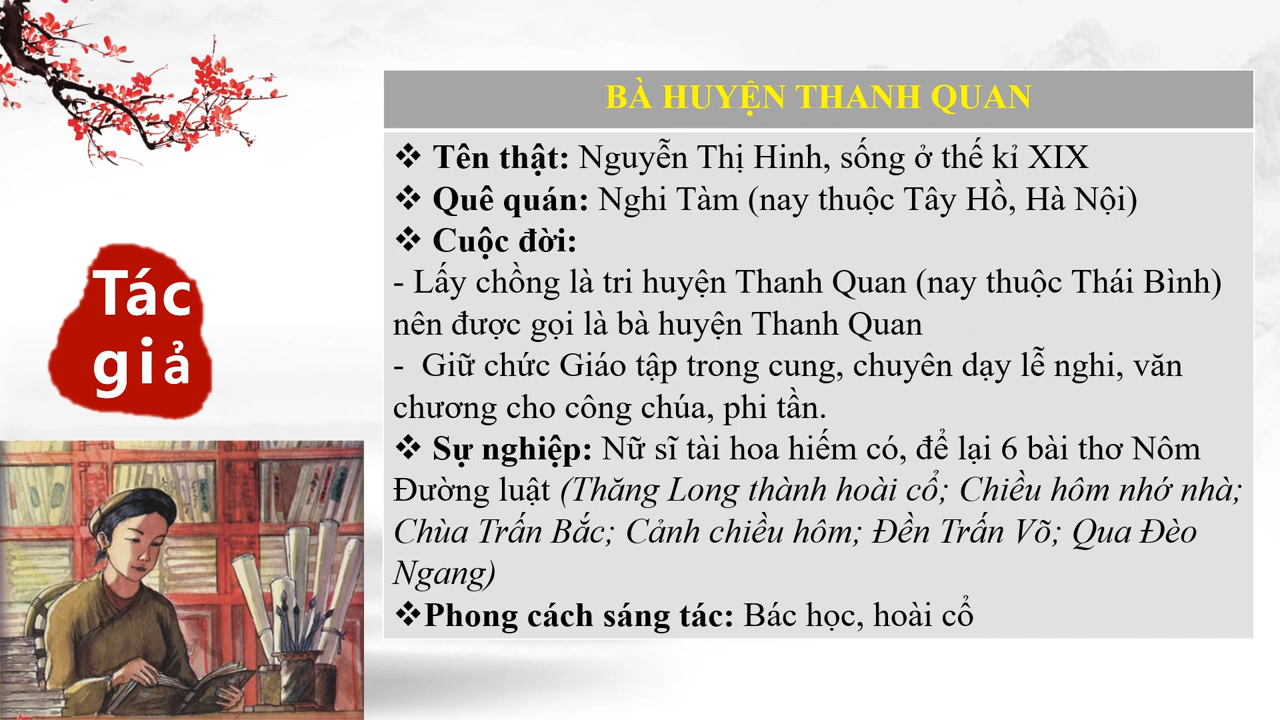 BÀ HUYỆN THANH QUAN
❖ Tên thật: Nguyễn Thị Hinh, sống ở thế kỉ XIX
❖ Quê quán: Nghi Tàm (nay thuộc Tây Hồ, Hà Nội)
❖ Cuộc đời:
- Lấy chồng là tri huyện Thanh Quan (nay thuộc Thái Bình)
nên được gọi là bà huyện Thanh Quan
- Giữ chức Giáo tập trong cung, chuyên dạy lễ nghi, văn
chương cho công chúa, phi tần.
❖ Sự nghiệp: Nữ sĩ tài hoa hiếm có, để lại 6 bài thơ Nôm
Đường luật (Thăng Long thành hoài cổ; Chiều hôm nhớ nhà;
Chùa Trấn Bắc; Cảnh chiều hôm; Đền Trấn Võ; Qua Đèo
Ngang)
❖Phong cách sáng tác: Bác học, hoài cổ
Tác
giả